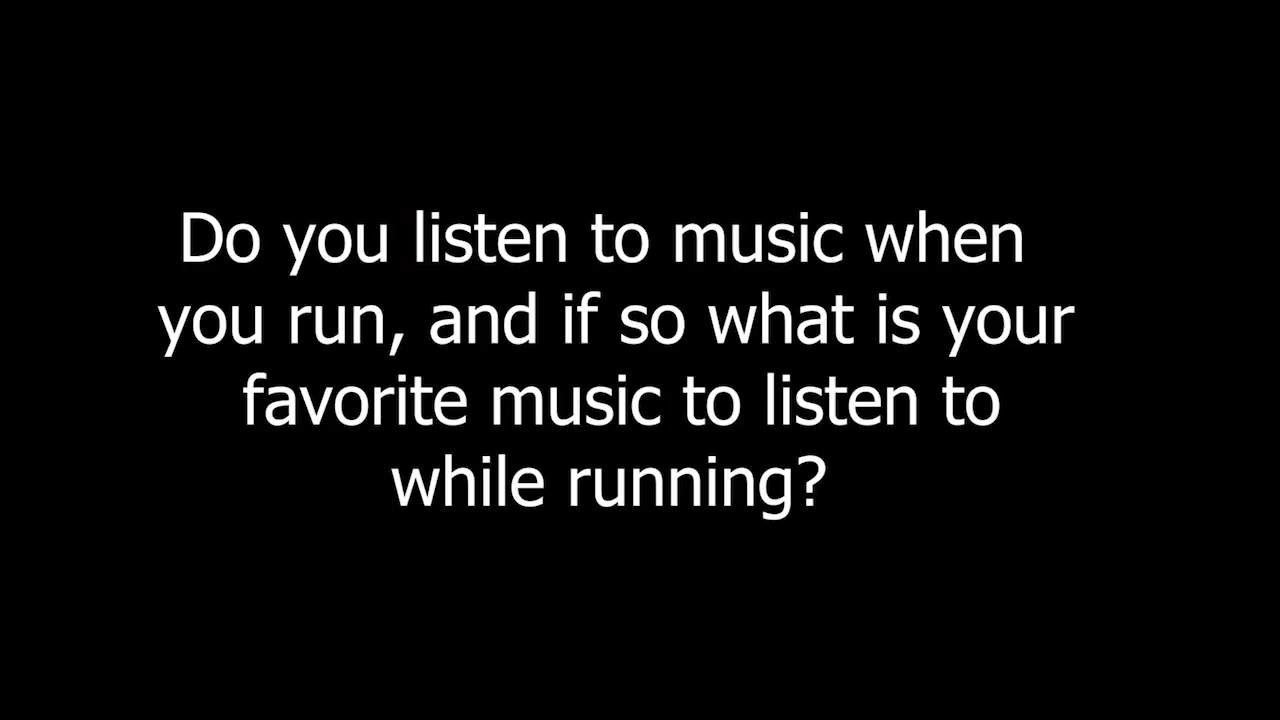 Do you listen to music when
you run, and if so what is your
favorite music to listen to
while running?